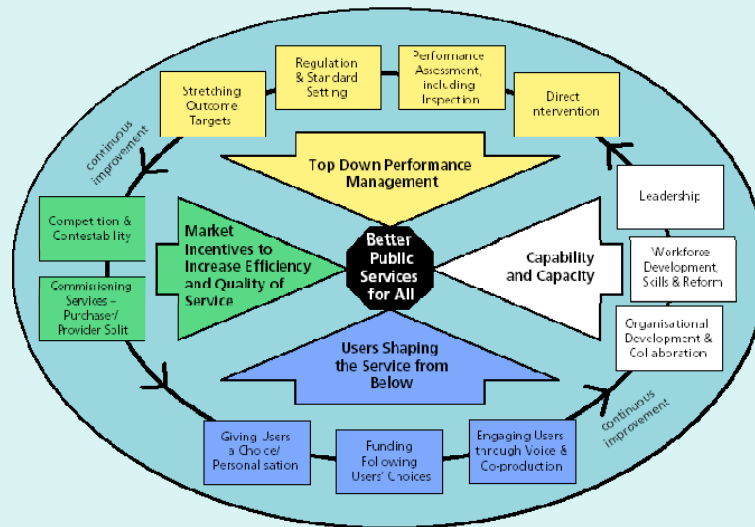 Performance
Assessment,
including
Inspection
Regulation
& Standard
Setting
Stretching
Outcome
Targets
Direct
Intervention
continuous
improvement
Top Down Performance
Management
Leadership
Competition &
Contestability
Market
Incentives to
Increase Efficiency
and Quality of
Service
Better
Public
Services
for All
Capability
and Capacity
Workforce
Development,
Skills & Reform
Commissioning
Services –
Purchaser/
Provider Split
Organisational
Development &
Collaboration
Users Shaping
the Service from
Below
continuous
improvement
Giving Users
a Choice/
Personalisation
Funding
Following
Users' Choices
Engaging Users
through Voice &
Co-production